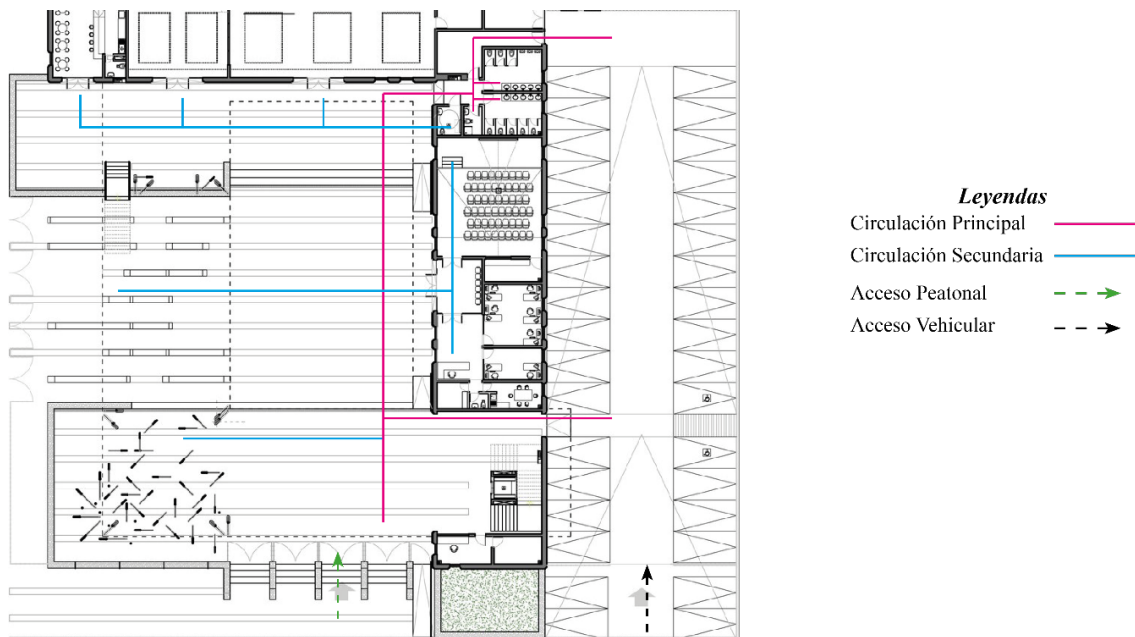 Leyendas
Circulación Principal
Circulación Secundaria
Acceso Peatonal
Acceso Vehicular